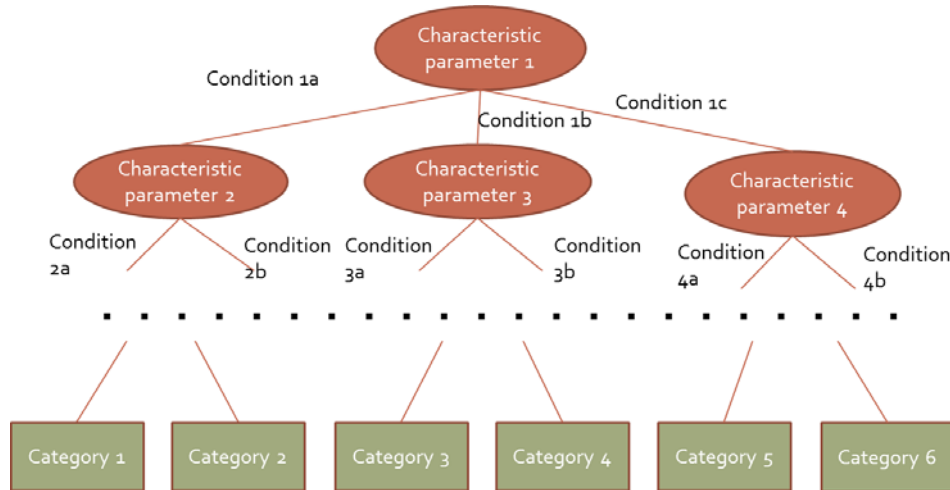 Characteristic
parameter 1
Condition 1a
Condition 1b
Condition 1c
Characteristic
parameter 2
Characteristic
parameter 3
Characteristic
parameter 4
Condition
2a
Condition
2b
Condition
3a
Condition
3b
Condition
4a
Condition
4b
Category 1
Category 2
Category 3
Category 4
Category 5
Category 6